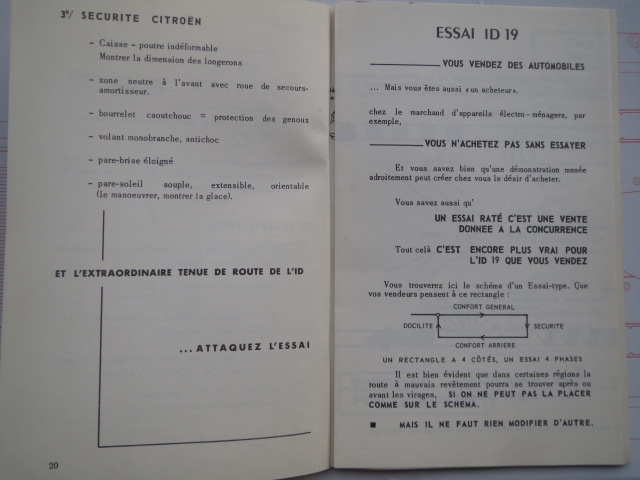 3°/ SECURITE CITROËN
- Caisse - poutre indéformable
Montrer la dimension des longerons
- zone neutre à l'avant avec roue de secours-
amortisseur.
- bourrelet caoutchouc = protection des genoux
- volant monobranche, antichoc
- pare-brise éloigné
- pare-soleil souple, extensible, orientable
(le manoeuvrer, montrer la glace).
ET L'EXTRAORDINAIRE TENUE DE ROUTE DE L'ID
...ATTAQUEZ L'ESSAI
20
ESSAI ID 19
VOUS VENDEZ DES AUTOMOBILES
... Mais vous êtes aussi «un acheteur».
chez le marchand d'appareils électro-ménagers, par
exemple,
VOUS N'ACHETEZ PAS SANS ESSAYER
Et vous savez bien qu'une démonstration menée
adroitement peut créer chez vous le désir d'acheter.
Vous savez aussi qu'
UN ESSAI RATÉ C'EST UNE VENTE
DONNEE A LA CONCURRENCE
Tout celà C'EST ENCORE PLUS VRAI POUR
L'ID 19 QUE VOUS VENDEZ
Vous trouverez ici le schéma d'un Essai-type. Que
vos vendeurs pensent à ce rectangle :
CONFORT GENERAL
DOCILITE
SECURITE
CONFORT ARRIERE
UN RECTANGLE A 4 CÔTÉS, UN ESSAI 4 PHASES
Il est bien évident que dans certaines régions la
route à mauvais revêtement pourra se trouver après ou
avant les virages, SI ON NE PEUT PAS LA PLACER
COMME SUR LE SCHEMA.
■ MAIS IL NE FAUT RIEN MODIFIER D'AUTRE.